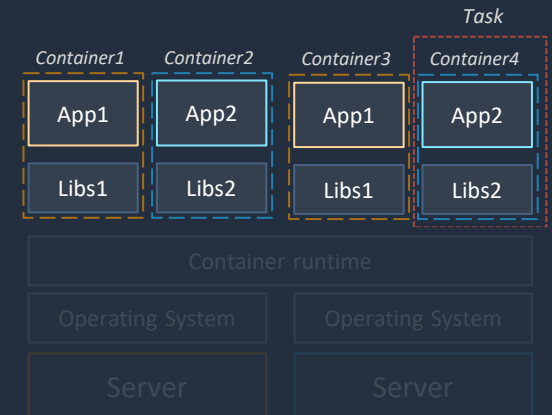 Task
Container1 Container2 Container3 Container4
App1 App2 App1 App2
Libs1 Libs2 Libs1 Libs2
Container runtime
Operating System Operating System
Server Server